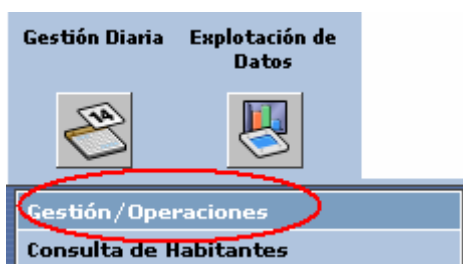 Gestión Diaria
Explotación de
Datos
14
Gestión/Operaciones
Consulta de Habitantes